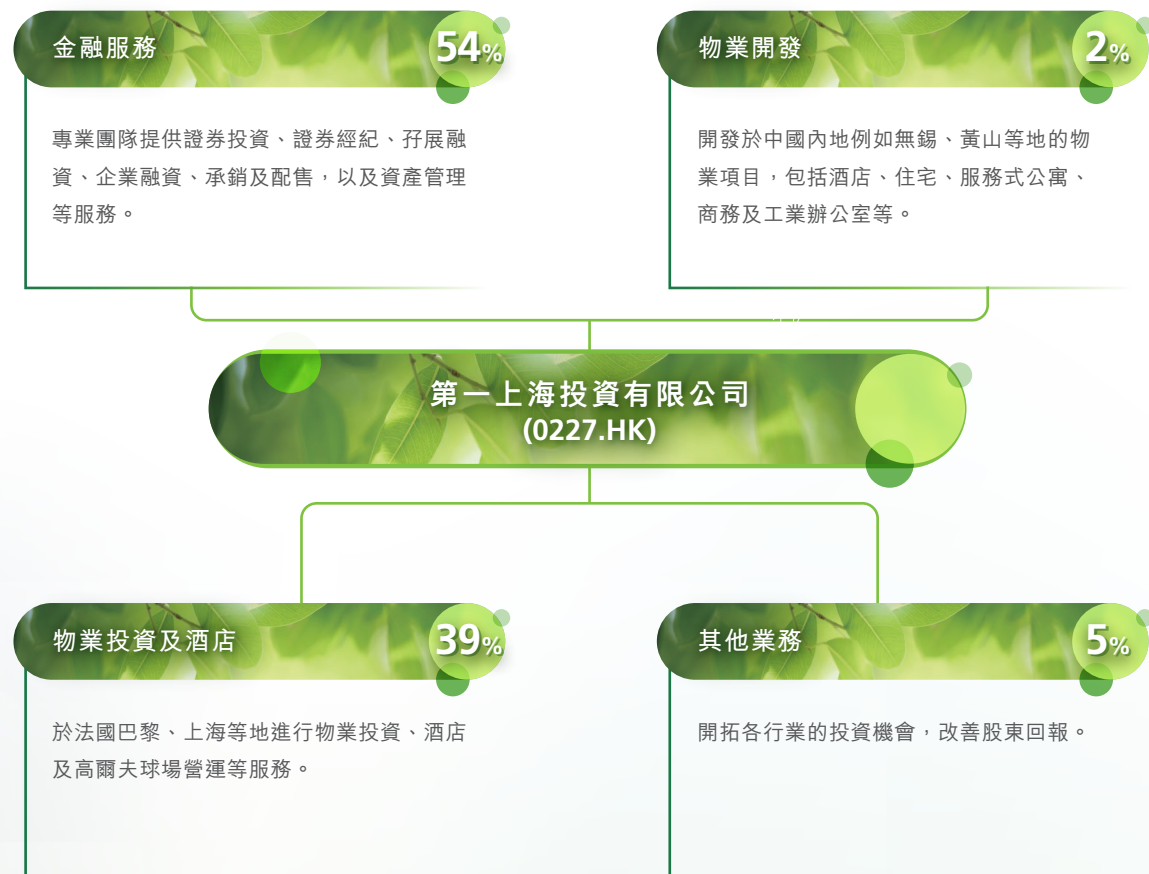 金融服務
54%
專業團隊提供證券投資、證券經紀、孖展融
資、企業融資、承銷及配售，以及資產管理
等服務。
物業開發
2%
開發於中國內地例如無錫、黃山等地的物
業項目，包括酒店、住宅、服務式公寓、
商務及工業辦公室等。
第一上海投資有限公司
(0227.HK)
物業投資及酒店
39%
於法國巴黎、上海等地進行物業投資、酒店
及高爾夫球場營運等服務。
其他業務
5%
開拓各行業的投資機會，改善股東回報。